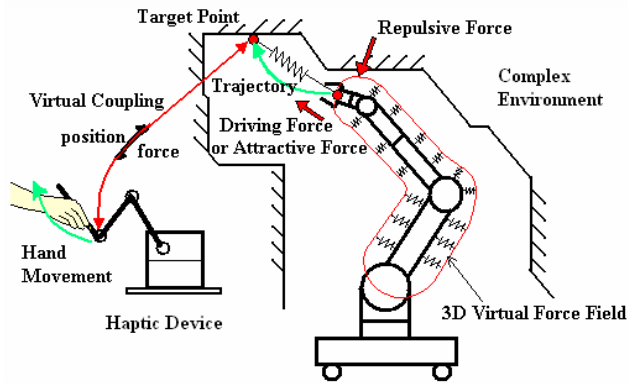 Target Point
Repulsive Force
Complex
Environment
Trajectory
Virtual Coupling
Driving Force
or Attractive Force
position
force
Hand
Movement
3D Virtual Force Field
Haptic Device